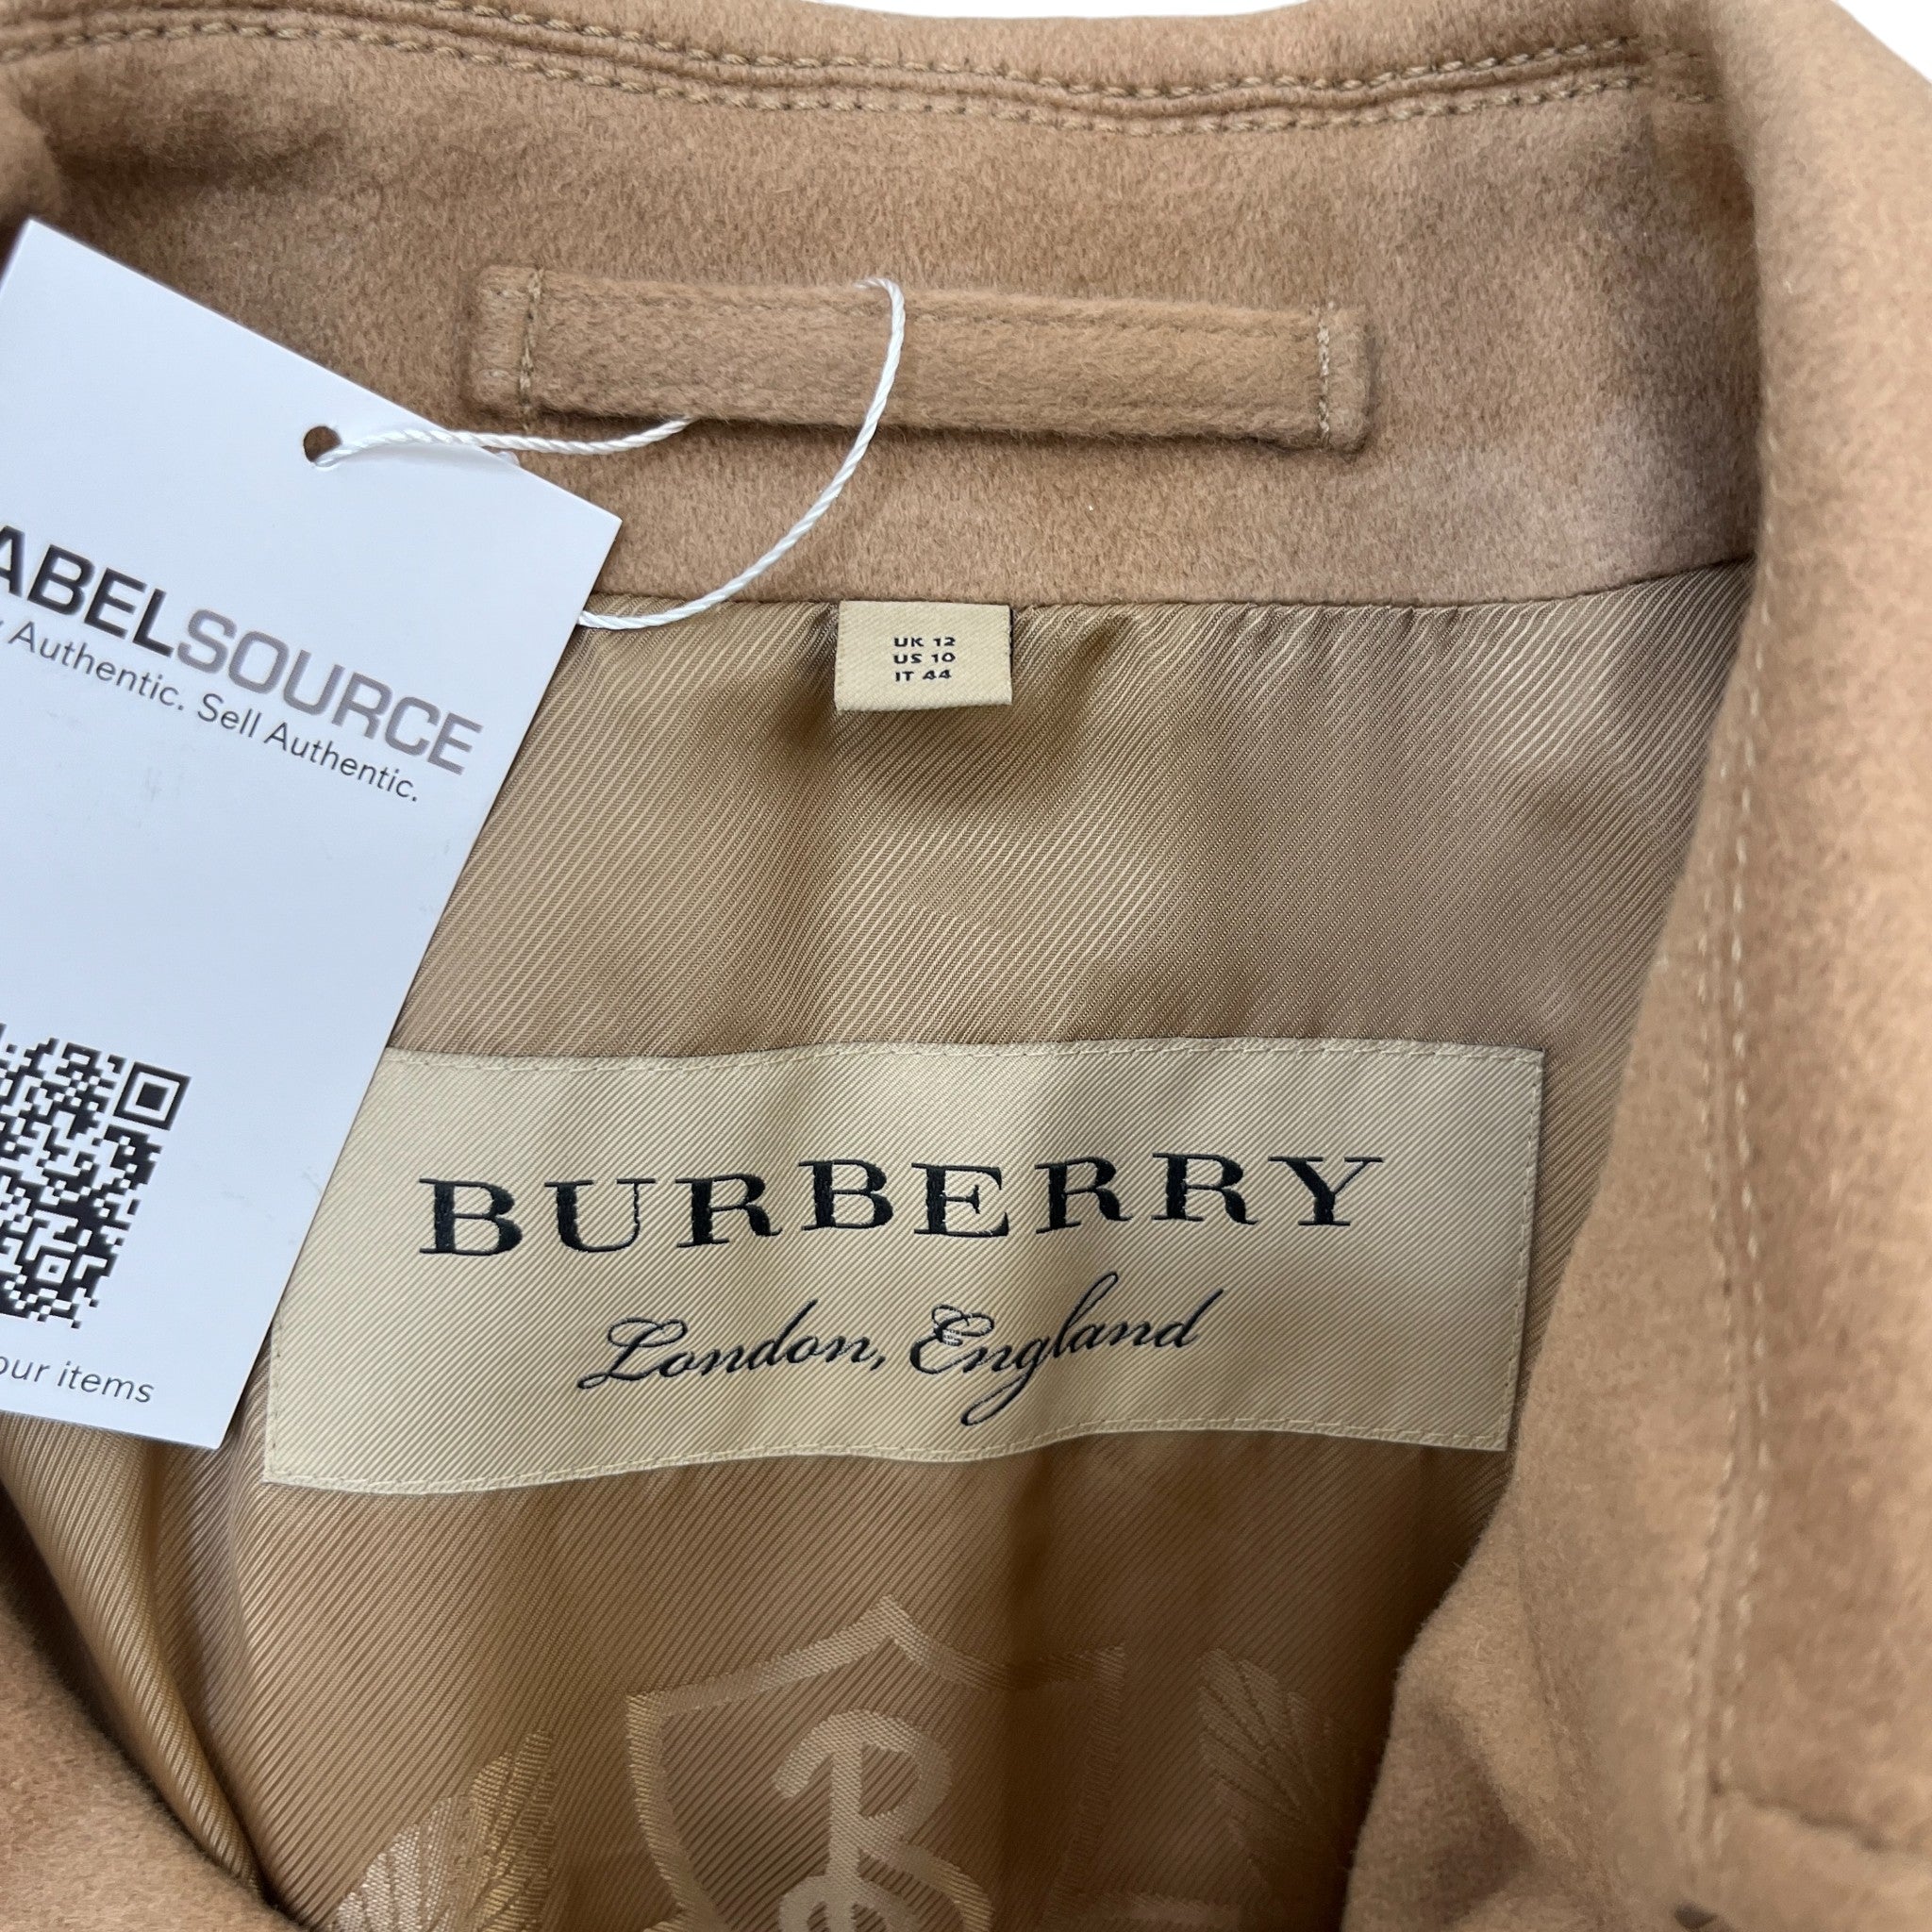 ABELSOURCE
Authentic. Sell Authentic.
our items
UK 12
US 10
IT 44
BURBERRY
London, England
B